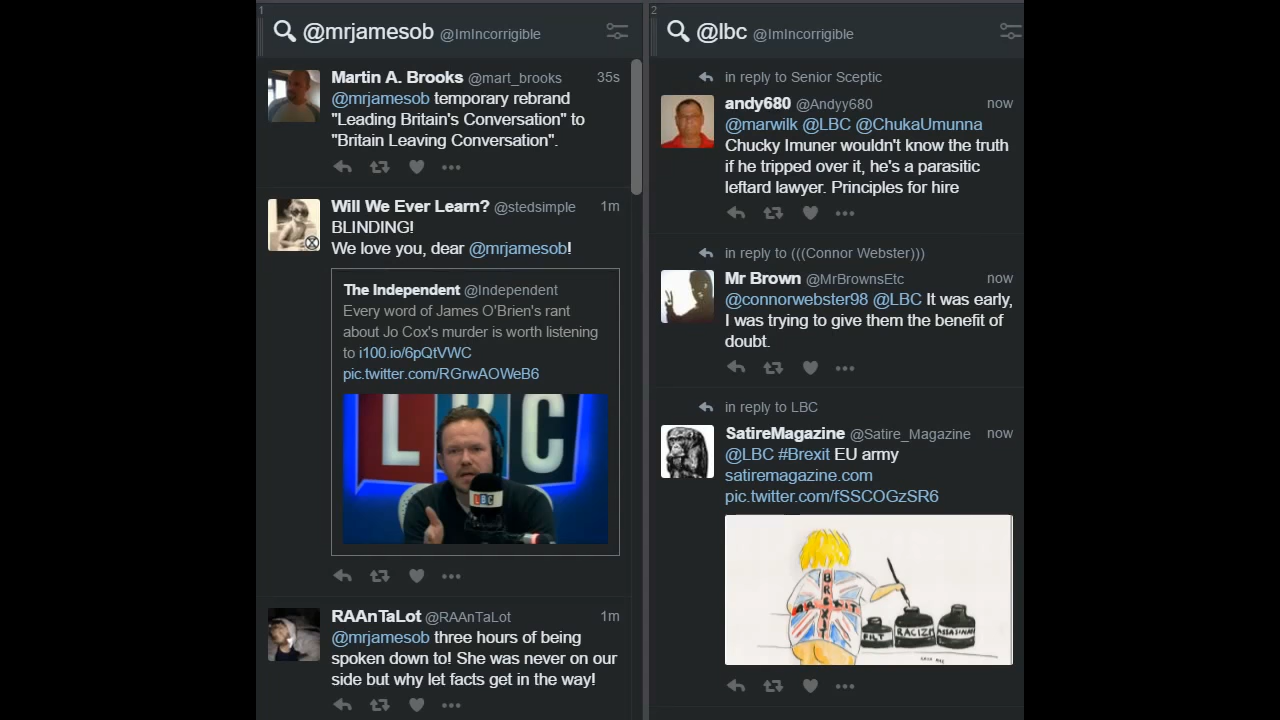 1
@mrjamesob @ImIncorrigible
Martin A. Brooks @mart_brooks 35s
@mrjamesob temporary rebrand
"Leading Britain's Conversation" to
"Britain Leaving Conversation".
Will We Ever Learn? @stedsimple 1m
BLINDING!
We love you, dear @mrjamesob!
The Independent @Independent
Every word of James O'Brien's rant
about Jo Cox's murder is worth listening
to i100.io/6pQtVWC
pic.twitter.com/RGrwAOWeB6
LBC
LBC
RAAnTaLot @RAAnTaLot 1m
@mrjamesob three hours of being
spoken down to! She was never on our
side but why let facts get in the way!
2
@lbc @ImIncorrigible
in reply to Senior Sceptic
andy680 @Andyy680 now
@marwilk @LBC @ChukaUmunna
Chucky Imuner wouldn't know the truth
if he tripped over it, he's a parasitic
leftard lawyer. Principles for hire
in reply to (((Connor Webster)))
Mr Brown @MrBrownsEtc now
@connorwebster98 @LBC It was early,
I was trying to give them the benefit of
doubt.
in reply to LBC
SatireMagazine @Satire_Magazine now
@LBC #Brexit EU army
satiremagazine.com
pic.twitter.com/fSSCOGzSR6